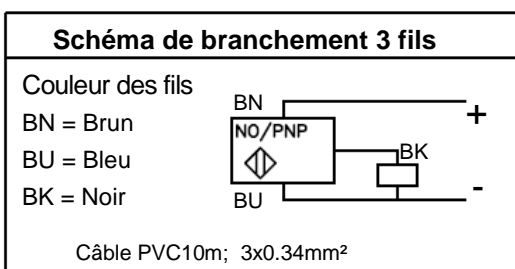 Schéma de branchement 3 fils
Couleur des fils
BN = Brun
BU = Bleu
BK = Noir
BN
+
NO/PNP
BK
BU
-
Câble PVC10m; 3x0.34mm²